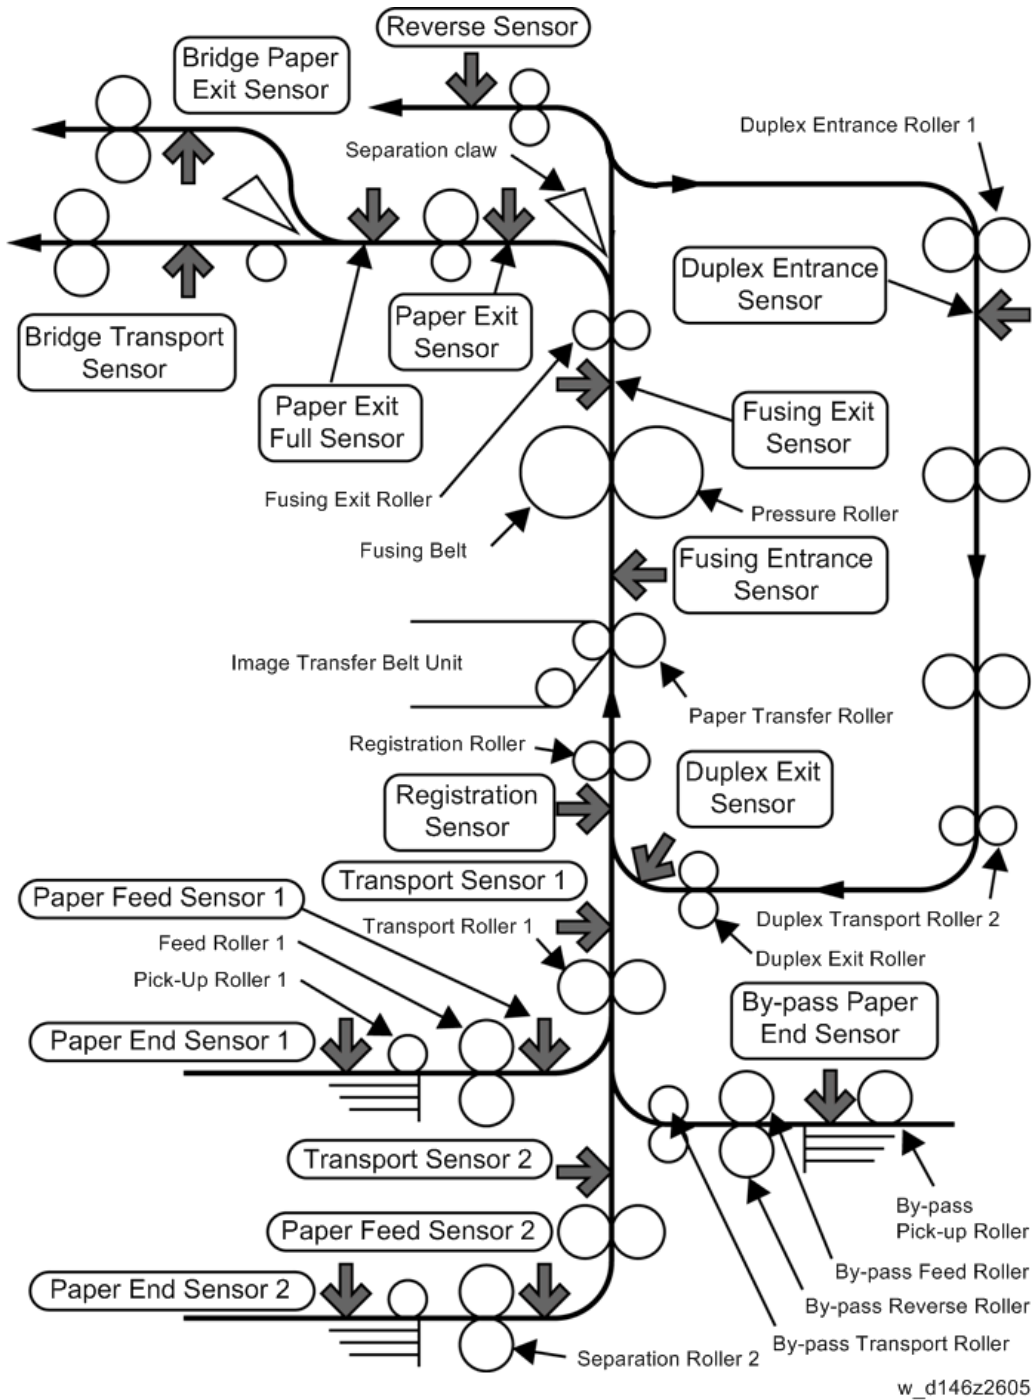 Reverse Sensor
Bridge Paper
Exit Sensor
Duplex Entrance Roller 1
Separation claw
Duplex Entrance
Sensor
Paper Exit
Sensor
Bridge Transport
Sensor
Paper Exit
Full Sensor
Fusing Exit
Sensor
Fusing Exit Roller
Pressure Roller
Fusing Belt
Fusing Entrance
Sensor
Image Transfer Belt Unit
Paper Transfer Roller
Registration Roller
Duplex Exit
Sensor
Registration
Sensor
Transport Sensor 1
Paper Feed Sensor 1
Transport Roller 1
Duplex Transport Roller 2
Feed Roller 1
Duplex Exit Roller
Pick-Up Roller 1
By-pass Paper
End Sensor
Paper End Sensor 1
Transport Sensor 2
By-pass
Pick-up Roller
Paper Feed Sensor 2
By-pass Feed Roller
Paper End Sensor 2
By-pass Reverse Roller
By-pass Transport Roller
Separation Roller 2
w_d146z2605